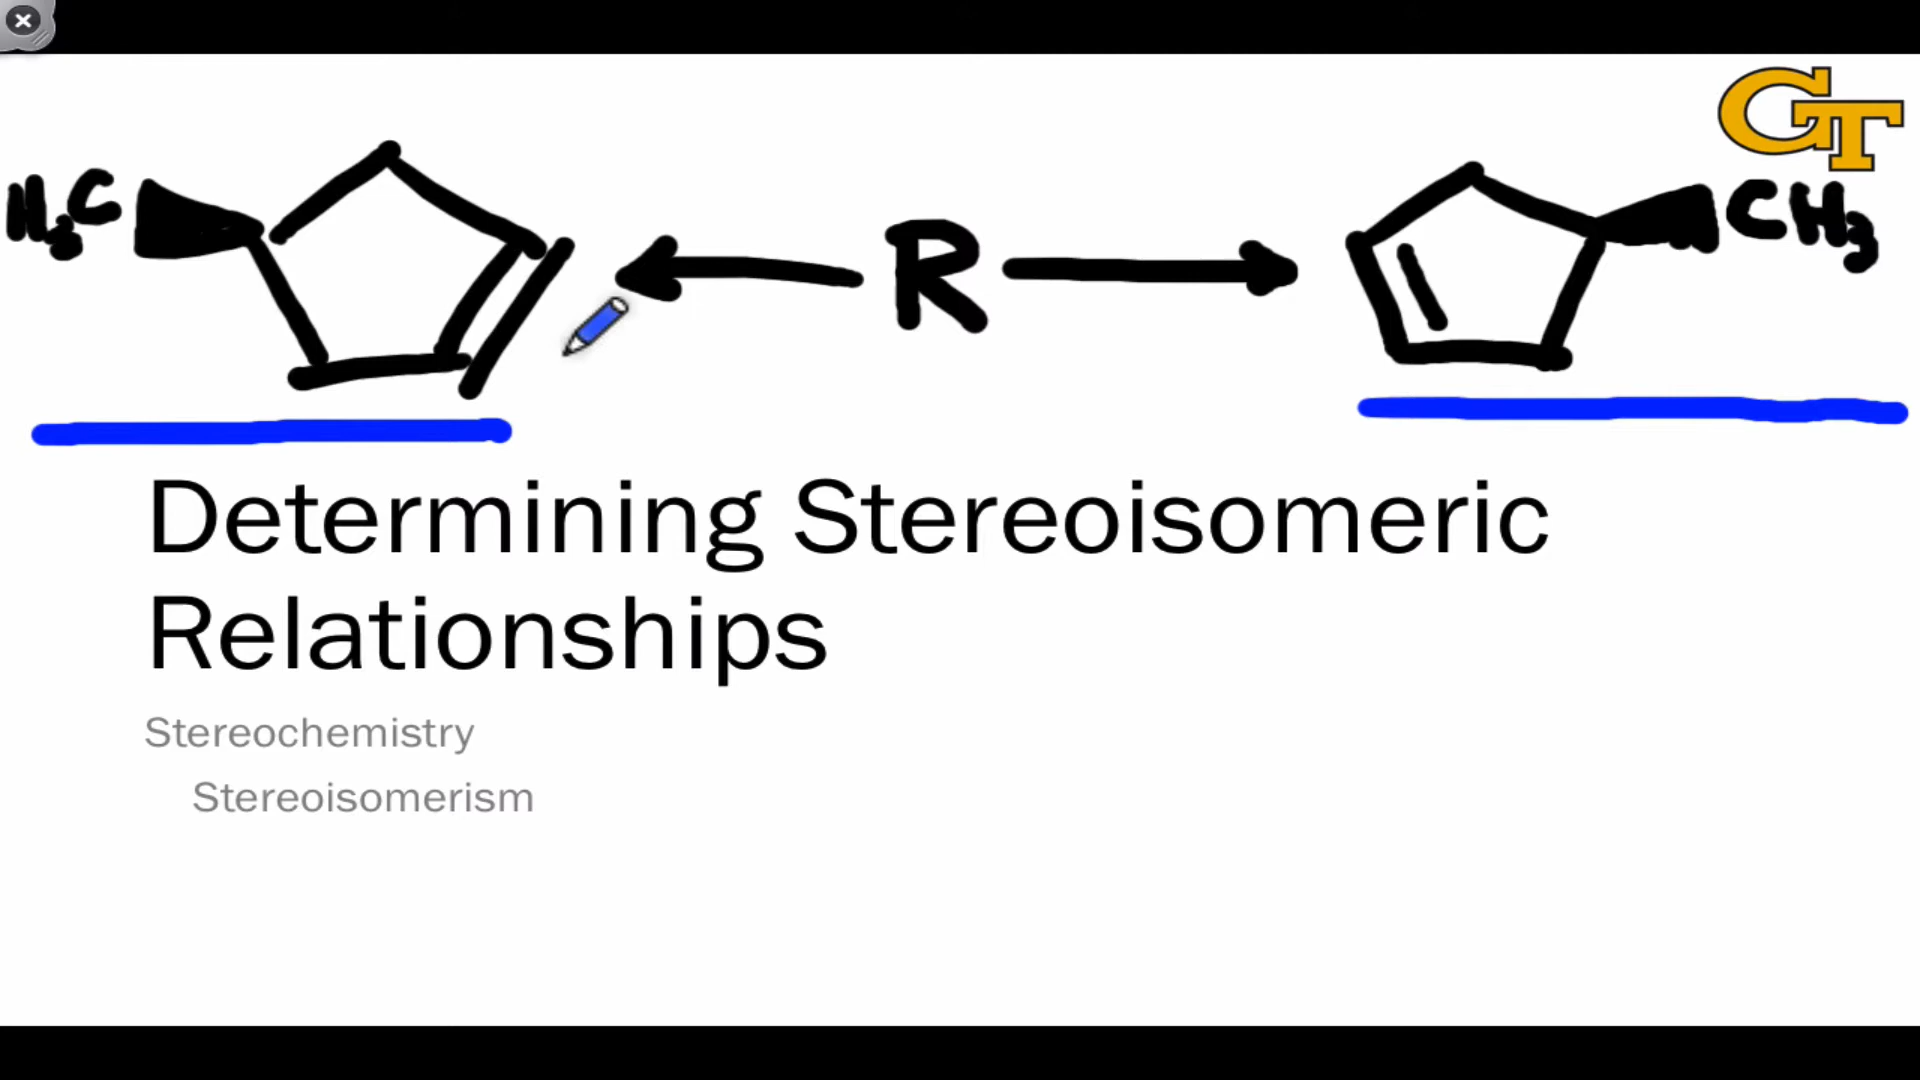 GT
H₃C R CH₃
Determining Stereoisomeric
Relationships
Stereochemistry
Stereoisomerism